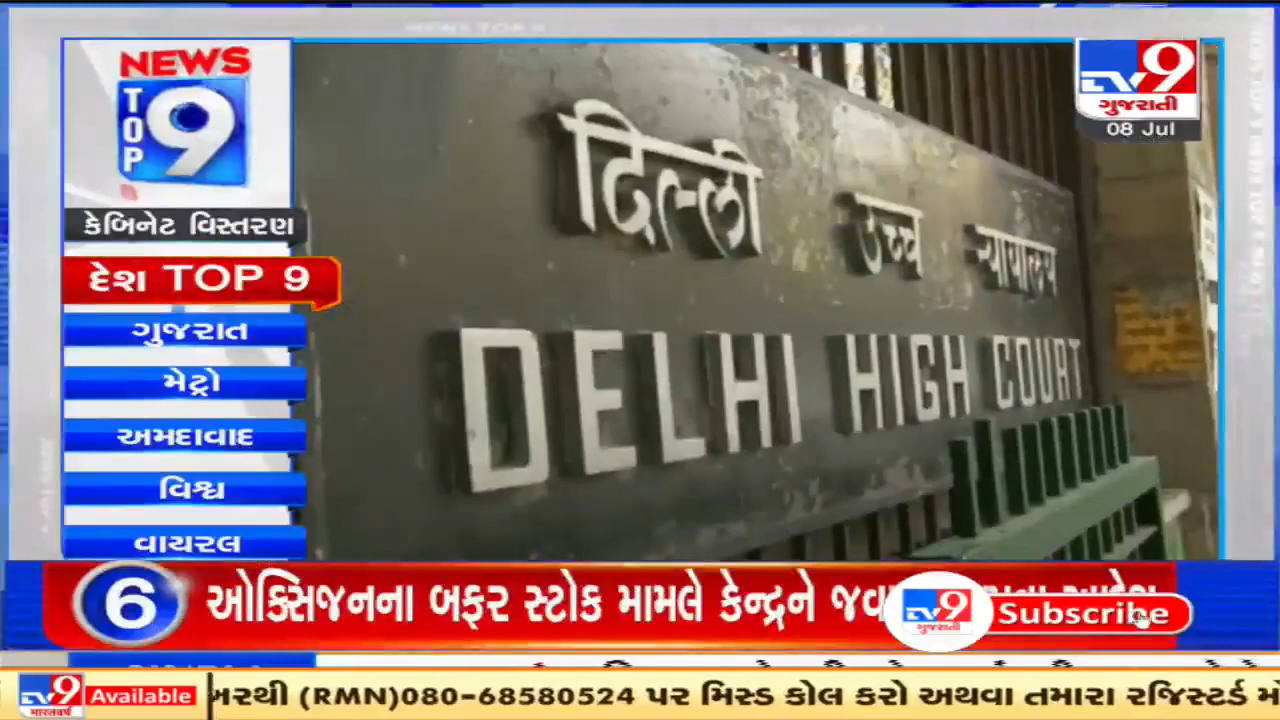 NEWS
TOP
9
કેબિનેટ વિસ્તરણ
દેશ TOP 9
ગુજરાત
મેટ્રો
અમદાવાદ
વિશ્વ
વાયરલ
दिल्ली उच्च न्यायालय
DELHI HIGH COURT
TV9
ગુજરાતી
08 Jul
6 ઓક્સિજનના બફર સ્ટોક મામલે કેન્દ્રને
TV9
ગુજરાતી
Subscribe
TV9
भारतवर्ष
Available
(RMN)080-68580524 પર મિસ્ડ કોલ કરો અથવા તમારા રજિસ્ટર્ડ